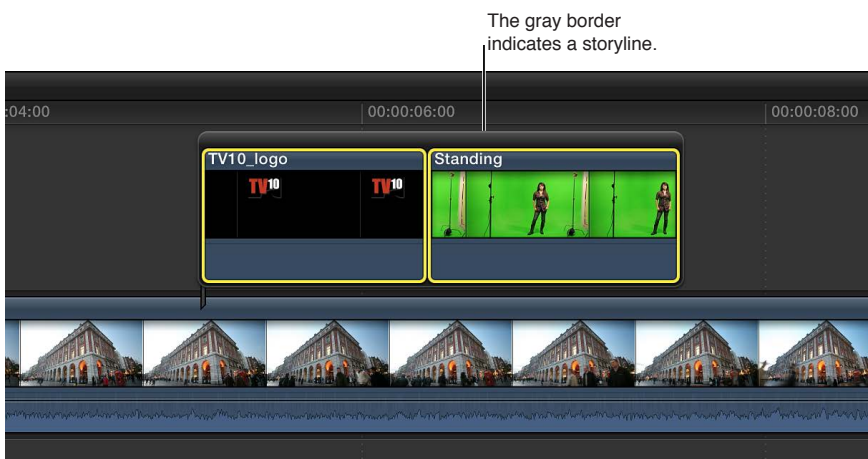 The gray border
indicates a storyline.
:04:00
00:00:06:00
00:00:08:00
TV10_logo
Standing
TV10
TV10